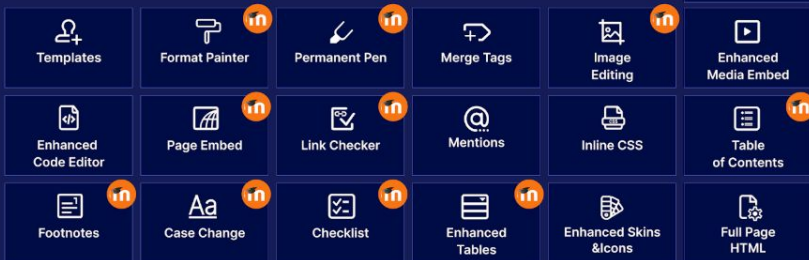 Templates
Format Painter
Permanent Pen
Merge Tags
Image
Editing
Enhanced
Media Embed
Enhanced
Code Editor
Page Embed
Link Checker
Mentions
Inline CSS
Table
of Contents
Footnotes
Aa
Case Change
Checklist
Enhanced
Tables
Enhanced Skins
&Icons
Full Page
HTML